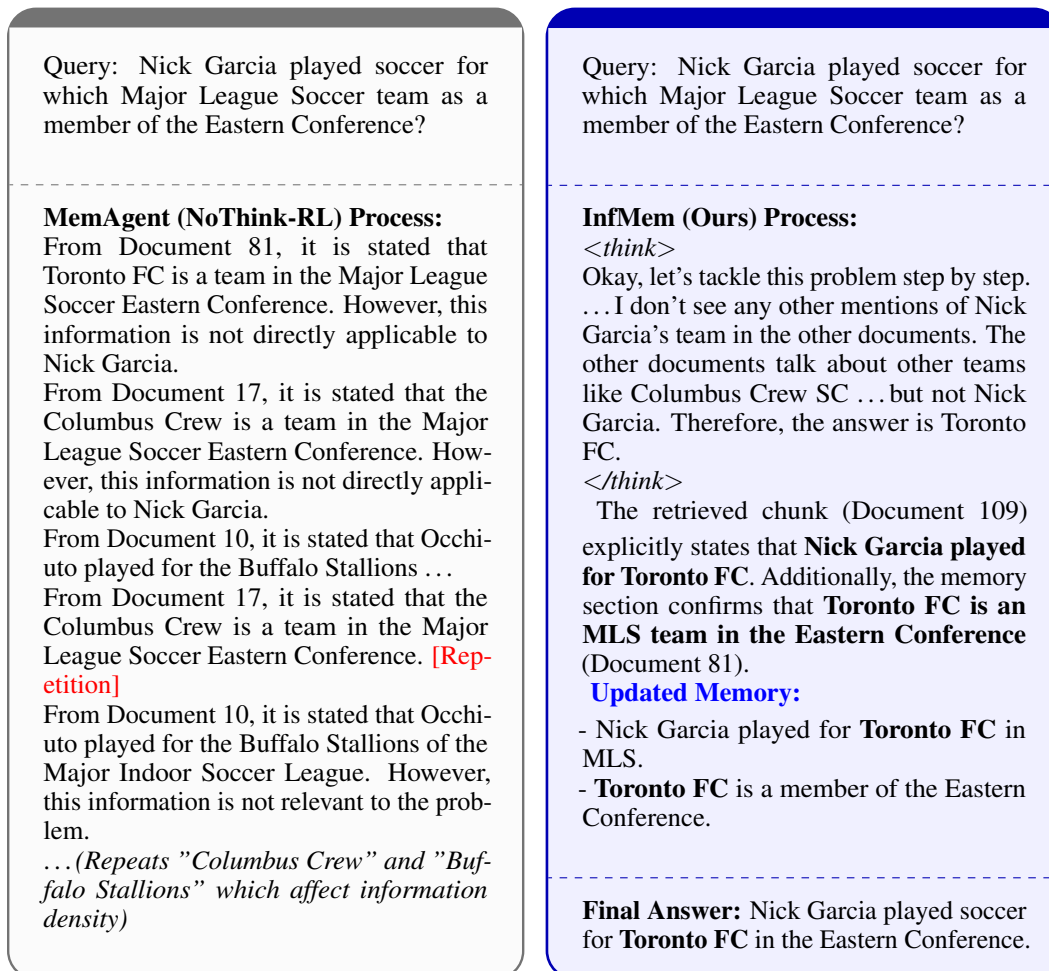 Query: Nick Garcia played soccer for
which Major League Soccer team as a
member of the Eastern Conference?
MemAgent (NoThink-RL) Process:
From Document 81, it is stated that
Toronto FC is a team in the Major League
Soccer Eastern Conference. However, this
information is not directly applicable to
Nick Garcia.
From Document 17, it is stated that the
Columbus Crew is a team in the Major
League Soccer Eastern Conference. How-
ever, this information is not directly appli-
cable to Nick Garcia.
From Document 10, it is stated that Occhi-
uto played for the Buffalo Stallions ...
From Document 17, it is stated that the
Columbus Crew is a team in the Major
League Soccer Eastern Conference. [Rep-
etition]
From Document 10, it is stated that Occhi-
uto played for the Buffalo Stallions of the
Major Indoor Soccer League. However,
this information is not relevant to the prob-
lem.
...(Repeats ”Columbus Crew” and ”Buf-
falo Stallions” which affect information
density)
Query: Nick Garcia played soccer for
which Major League Soccer team as a
member of the Eastern Conference?
InfMem (Ours) Process:
<think>
Okay, let's tackle this problem step by step.
...I don't see any other mentions of Nick
Garcia's team in the other documents. The
other documents talk about other teams
like Columbus Crew SC ...but not Nick
Garcia. Therefore, the answer is Toronto
FC.
</think>
The retrieved chunk (Document 109)
explicitly states that Nick Garcia played
for Toronto FC. Additionally, the memory
section confirms that Toronto FC is an
MLS team in the Eastern Conference
(Document 81).
Updated Memory:
- Nick Garcia played for Toronto FC in
MLS.
- Toronto FC is a member of the Eastern
Conference.
Final Answer: Nick Garcia played soccer
for Toronto FC in the Eastern Conference.